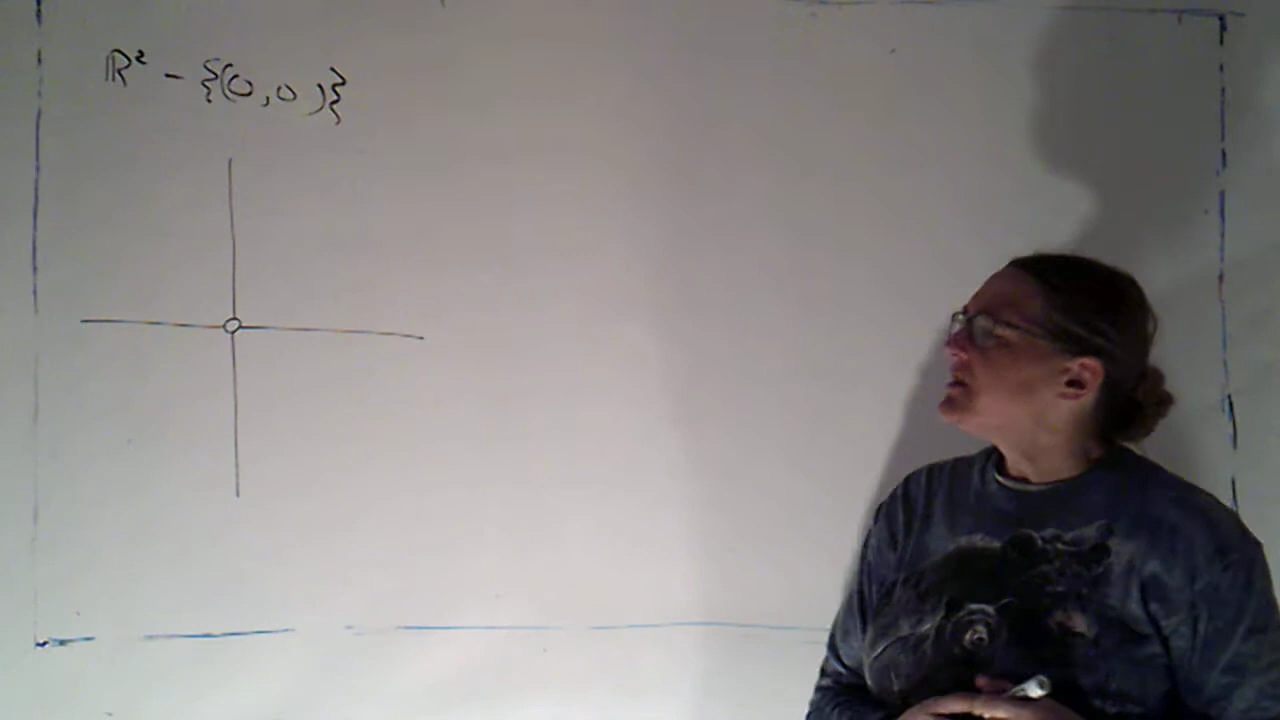 ℝ² - {(0,0)}